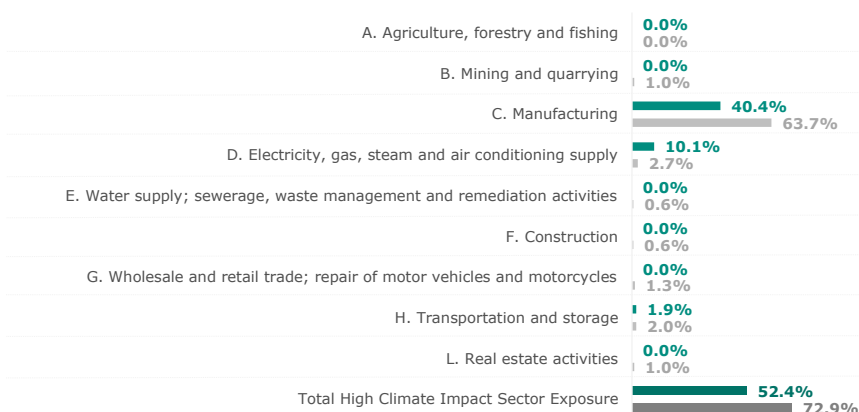 A. Agriculture, forestry and fishing
0.0%
0.0%
B. Mining and quarrying
0.0%
1.0%
C. Manufacturing
40.4%
63.7%
D. Electricity, gas, steam and air conditioning supply
10.1%
2.7%
E. Water supply; sewerage, waste management and remediation activities
0.0%
0.6%
F. Construction
0.0%
0.6%
G. Wholesale and retail trade; repair of motor vehicles and motorcycles
0.0%
1.3%
H. Transportation and storage
1.9%
2.0%
L. Real estate activities
0.0%
1.0%
Total High Climate Impact Sector Exposure
52.4%
72.9%